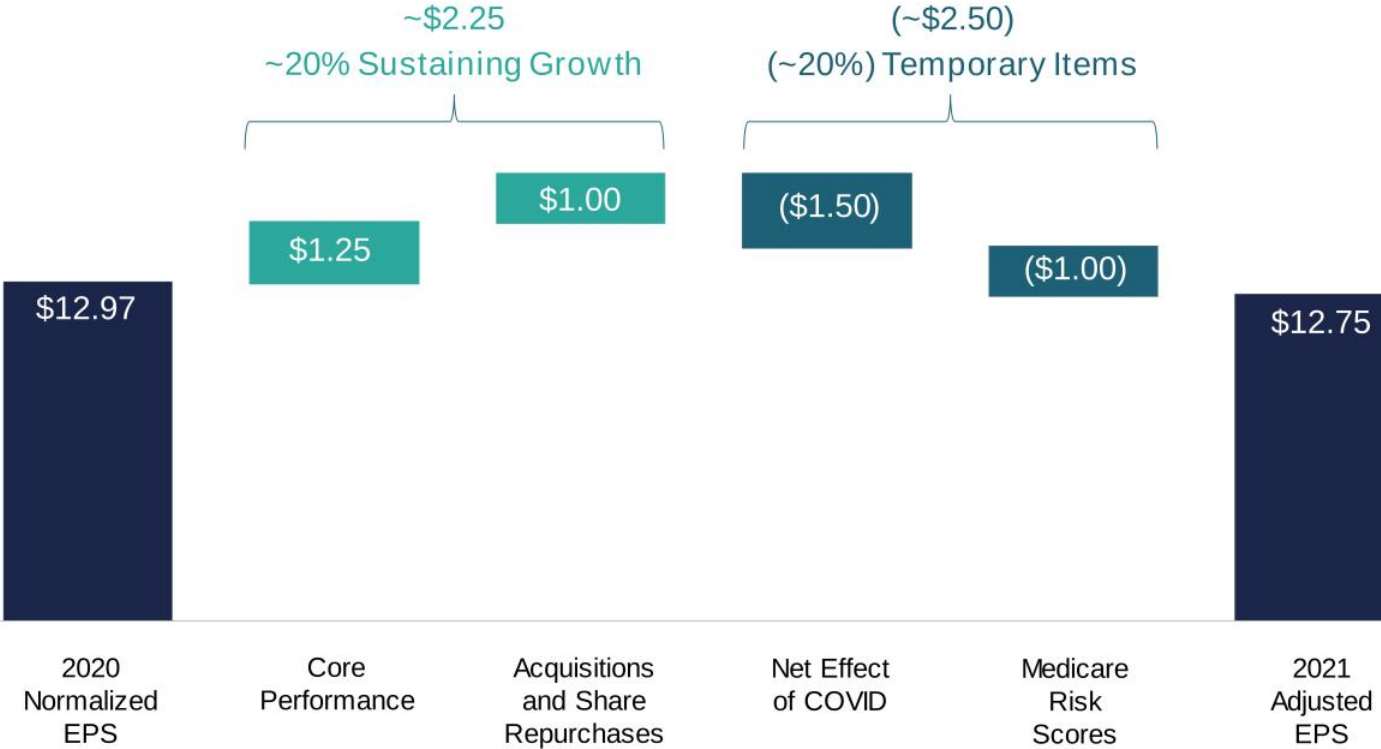 ~$2.25
~20% Sustaining Growth
(~$2.50)
(~20%) Temporary Items
$12.97
$1.25
$1.00
($1.50)
($1.00)
$12.75
2020
Normalized
EPS
Core
Performance
Acquisitions
and Share
Repurchases
Net Effect
of COVID
Medicare
Risk
Scores
2021
Adjusted
EPS